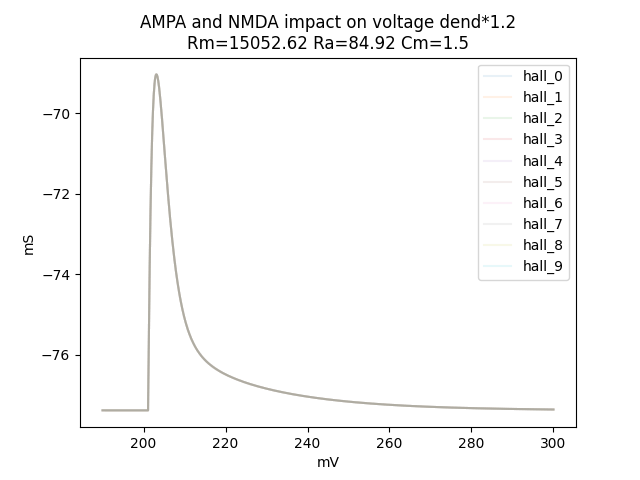 AMPA and NMDA impact on voltage dend*1.2
Rm=15052.62 Ra=84.92 Cm=1.5
hall_0
hall_1
hall_2
hall_3
hall_4
hall_5
hall_6
hall_7
hall_8
hall_9
−70
−72
−74
−76
mS
200
220
240
260
280
300
mV